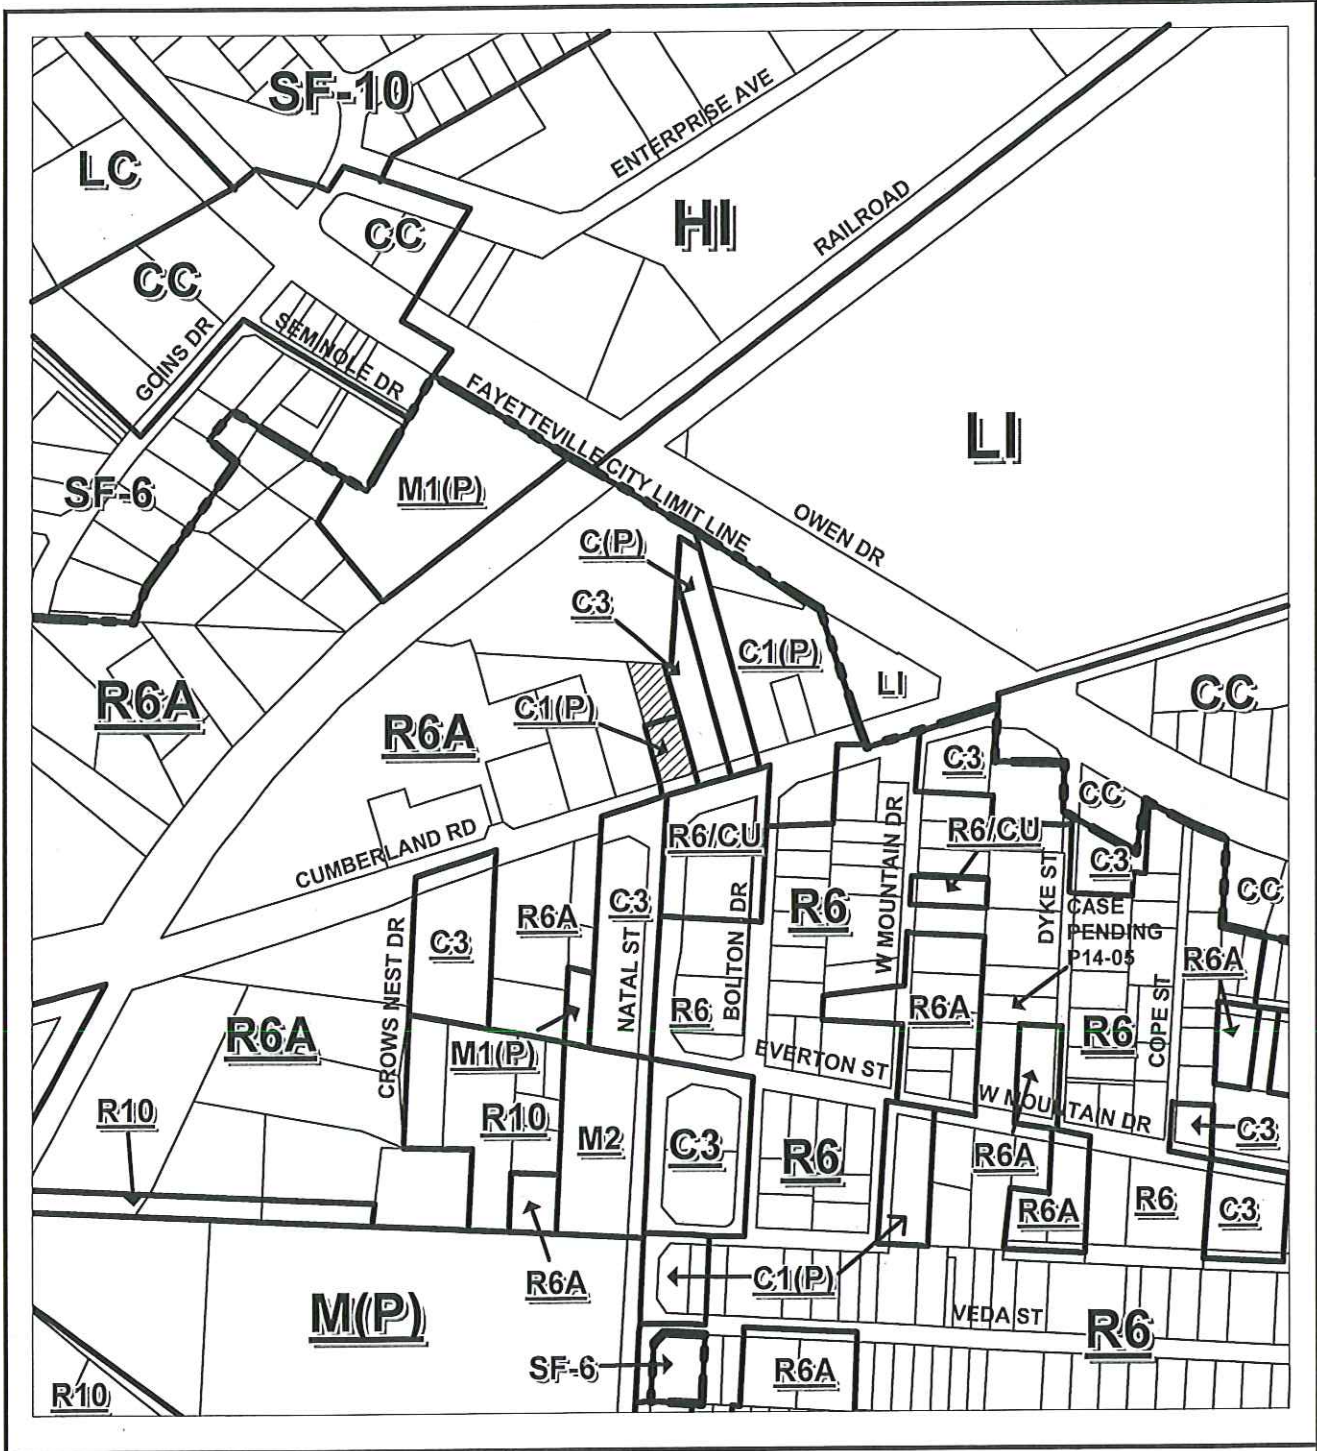 SF-10
ENTERPRISE AVE
LC
HI
CC
RAILROAD
CC
GOINS DR
SEMINOLE DR
FAYETTEVILLE CITY LIMIT LINE
LI
SF-6
M1(P)
OWEN DR
C(P)
C3
C1(P)
LI
CC
R6A
R6A
C1(P)
C3
CC
CUMBERLAND RD
R6/CU
W MOUNTAIN DR
R6/CU
DYKE ST
C3
CC
C3
R6A
C3
NATAL ST
BOLTON DR
R6
CASE
PENDING
P14-05
R6A
CROWS NEST DR
R6
R6A
R6
COPE ST
R6A
M1(P)
EVERTON ST
W MOUNTAIN DR
R10
R10
M2
C3
R6
R6A
C3
R6A
R6
C3
R6A
C1(P)
M(P)
VEDA ST
R6
SF-6
R6A
R10